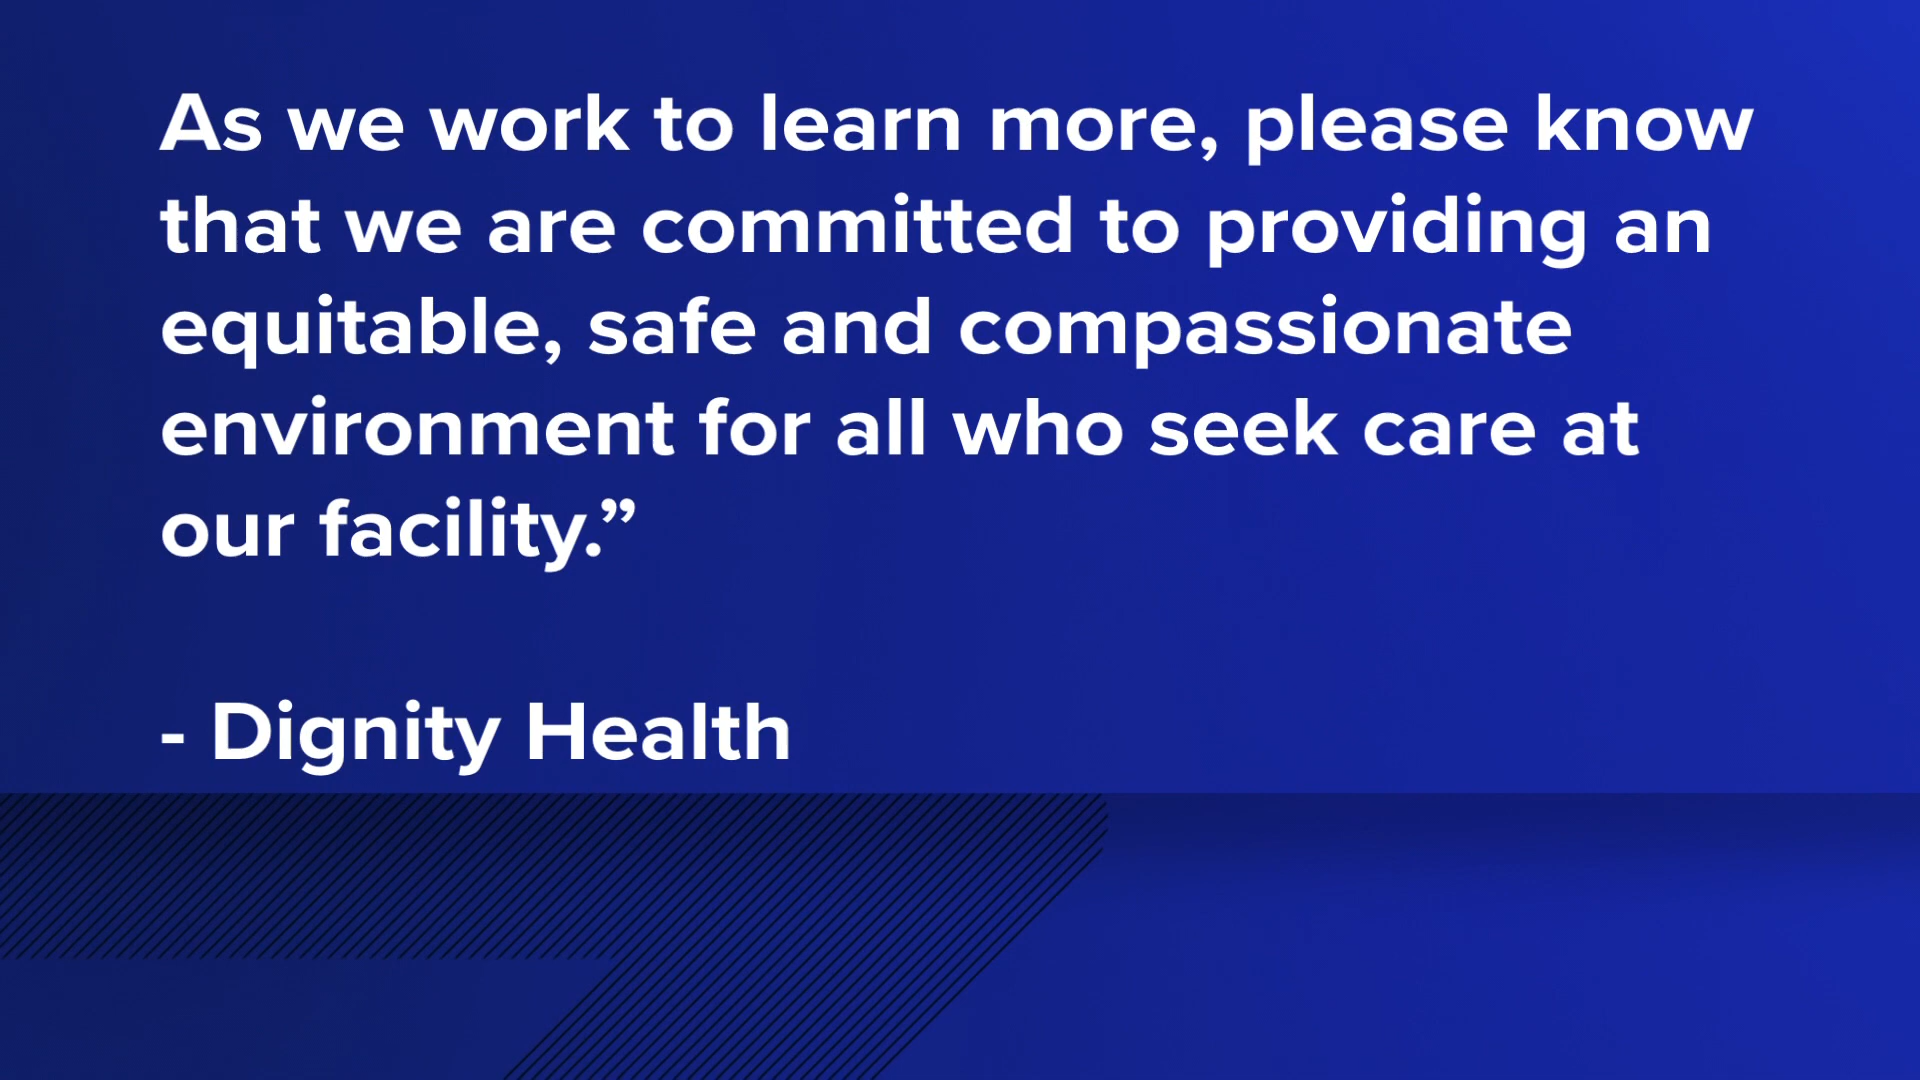 As we work to learn more, please know
that we are committed to providing an
equitable, safe and compassionate
environment for all who seek care at
our facility.”
- Dignity Health